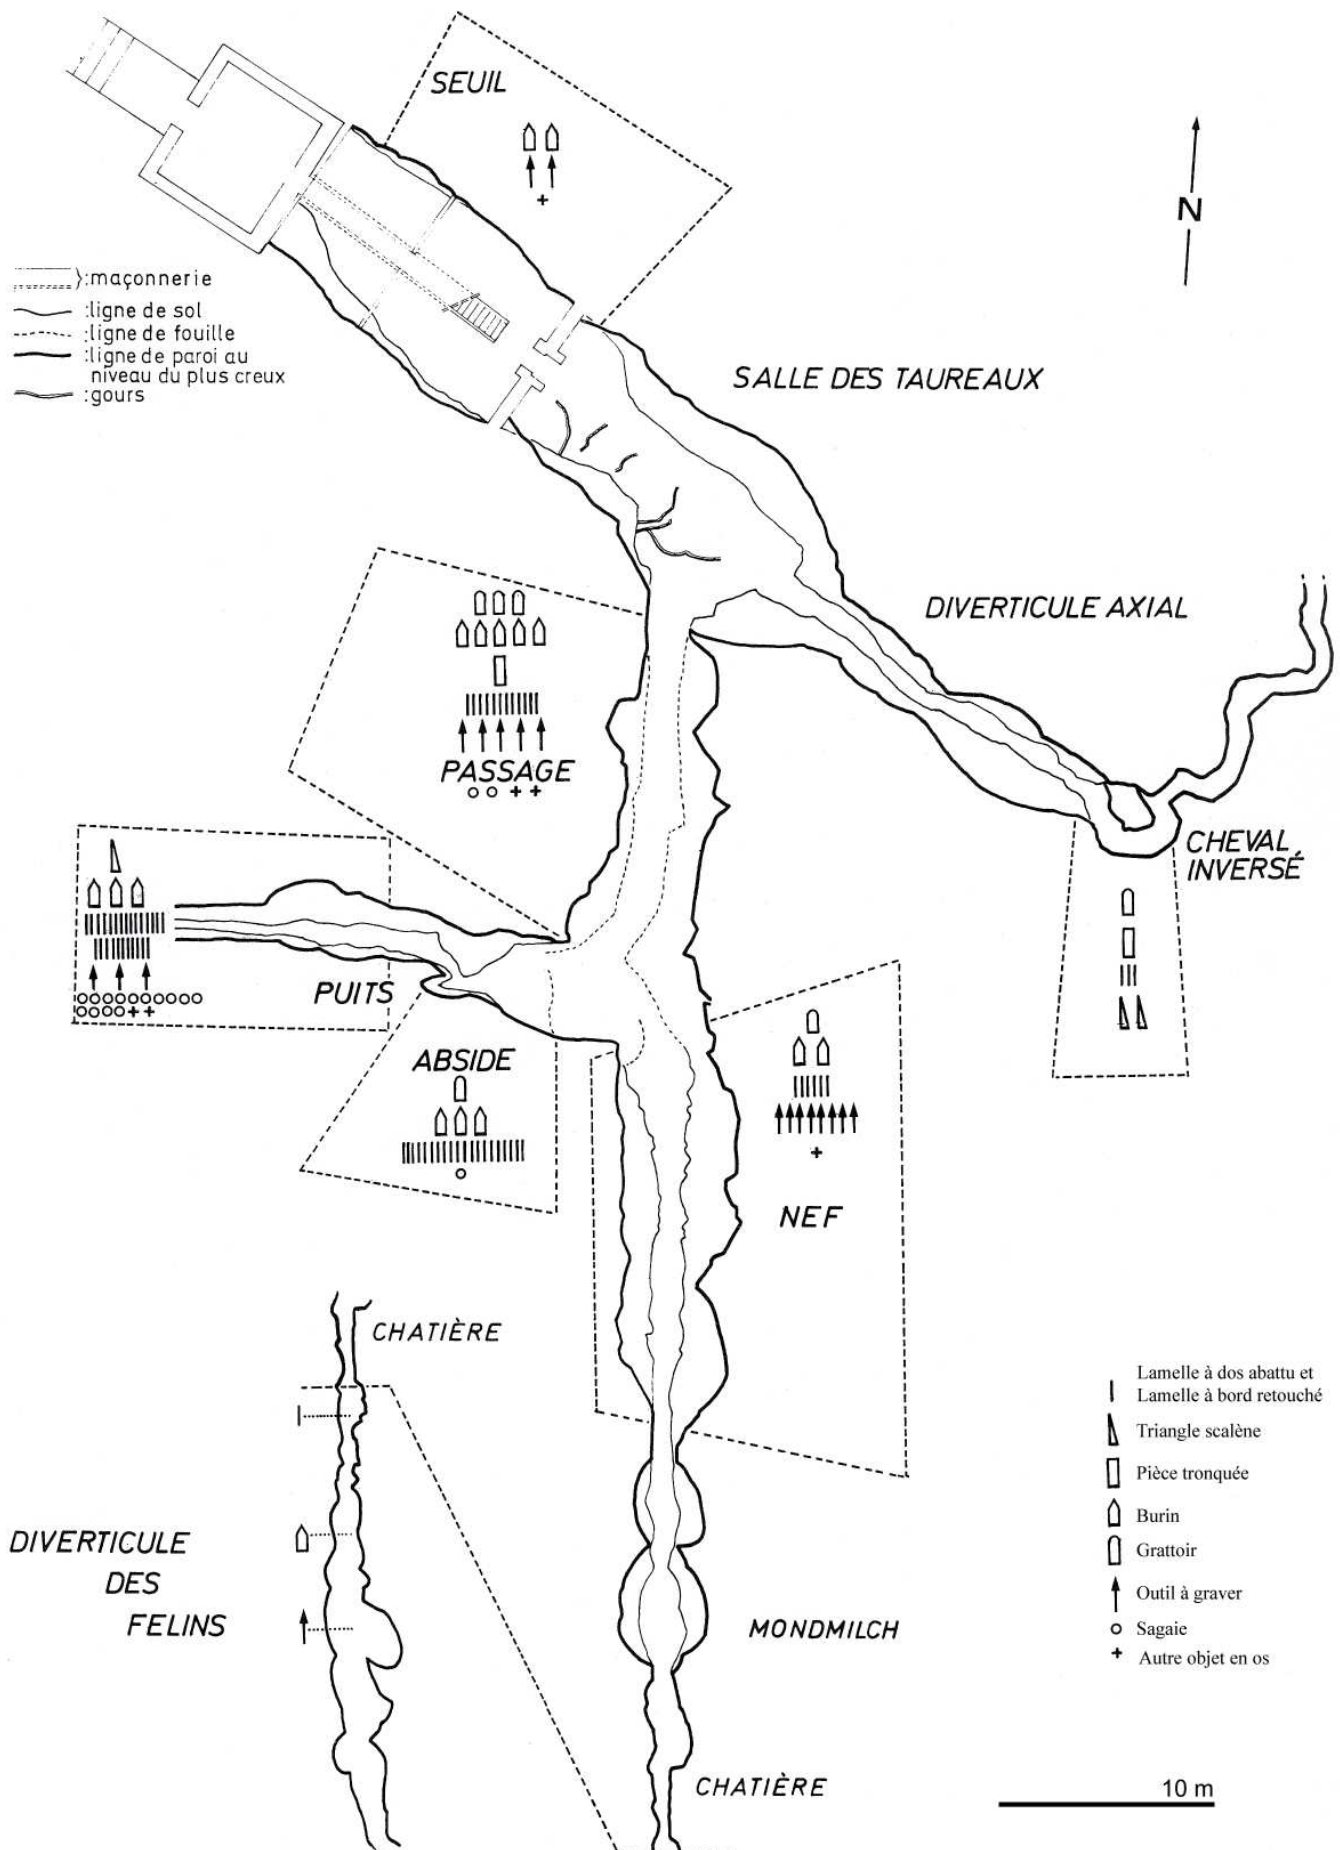 SEUIL
N
:maçonnerie
:ligne de sol
:ligne de fouille
:ligne de paroi au
niveau du plus creux
:gours
SALLE DES TAUREAUX
DIVERTICULE AXIAL
PASSAGE
CHEVAL
INVERSÉ
PUITS
ABSIDE
NEF
CHATIÈRE
Lamelle à dos abattu et
Lamelle à bord retouché
Triangle scalène
Pièce tronquée
Burin
Grattoir
Outil à graver
Sagaie
Autre objet en os
DIVERTICULE
DES
FELINS
MONDMILCH
CHATIÈRE
10 m